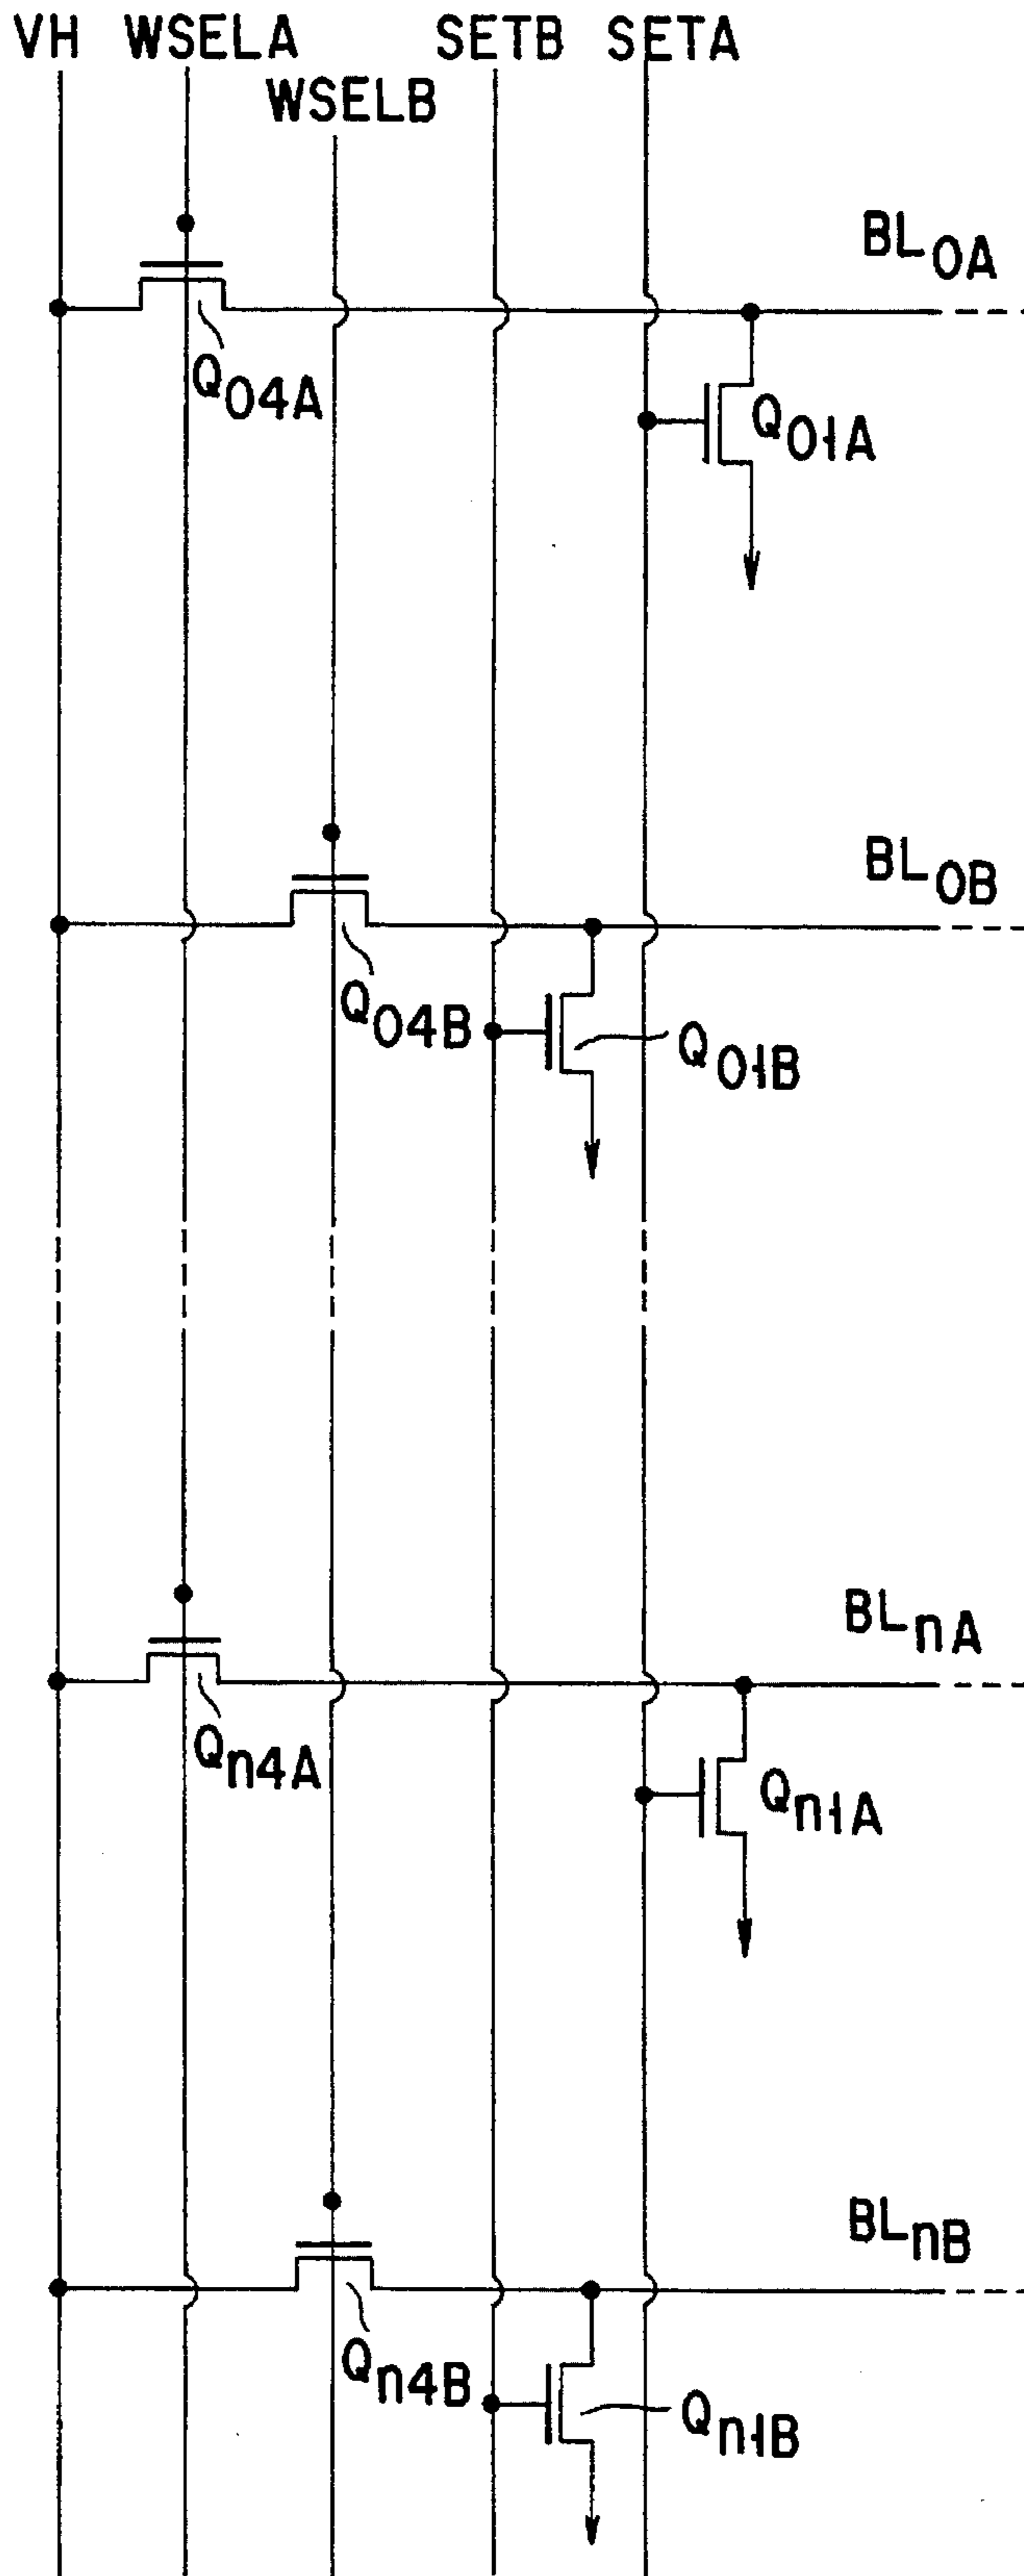 VH WSELA SETB SETA
WSELB
BL0A
Q04A
Q01A
BL0B
Q04B
Q01B
BLnA
Qn4A
Qn1A
BLnB
Qn4B
Qn1B